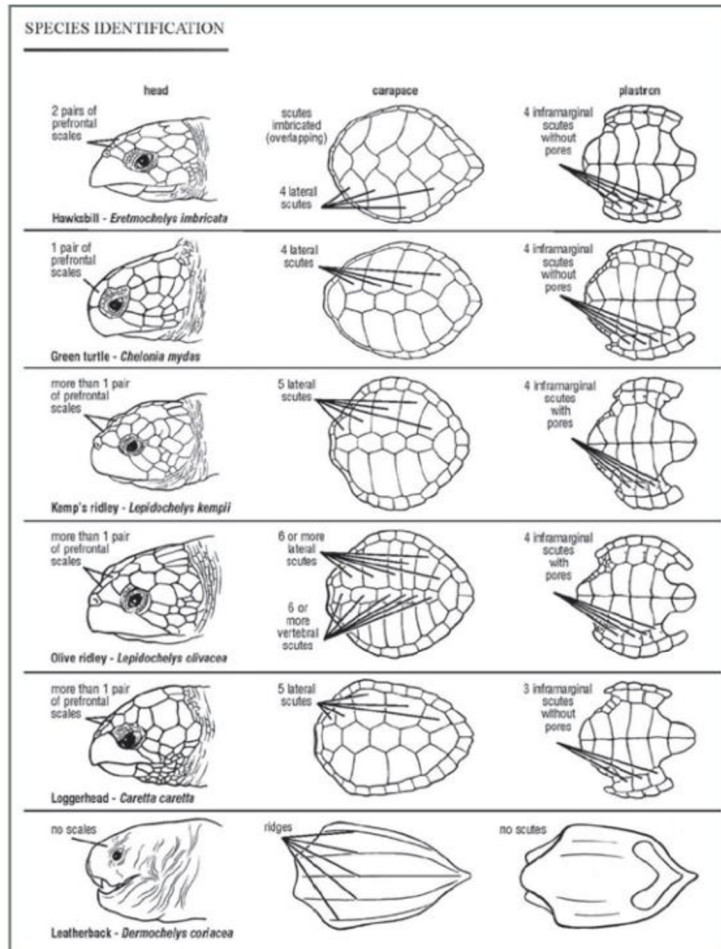 SPECIES IDENTIFICATION
head
carapace
plastron
2 pairs of
prefrontal
scales
scutes
imbricated
(overlapping)
4 lateral
scutes
4 inframarginal
scutes
without
pores
Hawksbill - Eretmochelys imbricata
1 pair of
prefrontal
scales
4 lateral
scutes
4 inframarginal
scutes
without
pores
Green turtle - Chelonia mydas
more than 1 pair
of prefrontal
scales
5 lateral
scutes
4 inframarginal
scutes
with
pores
Kemp's ridley - Lepidochelys kempii
more than 1 pair
of prefrontal
scales
6 or more
lateral
scutes
6 or
more
vertebral
scutes
4 inframarginal
scutes
with
pores
Olive ridley - Lepidochelys olivacea
more than 1 pair
of prefrontal
scales
5 lateral
scutes
3 inframarginal
scutes
without
pores
Loggerhead - Caretta caretta
no scales
ridges
no scutes
Leatherback - Dermochelys coriacea